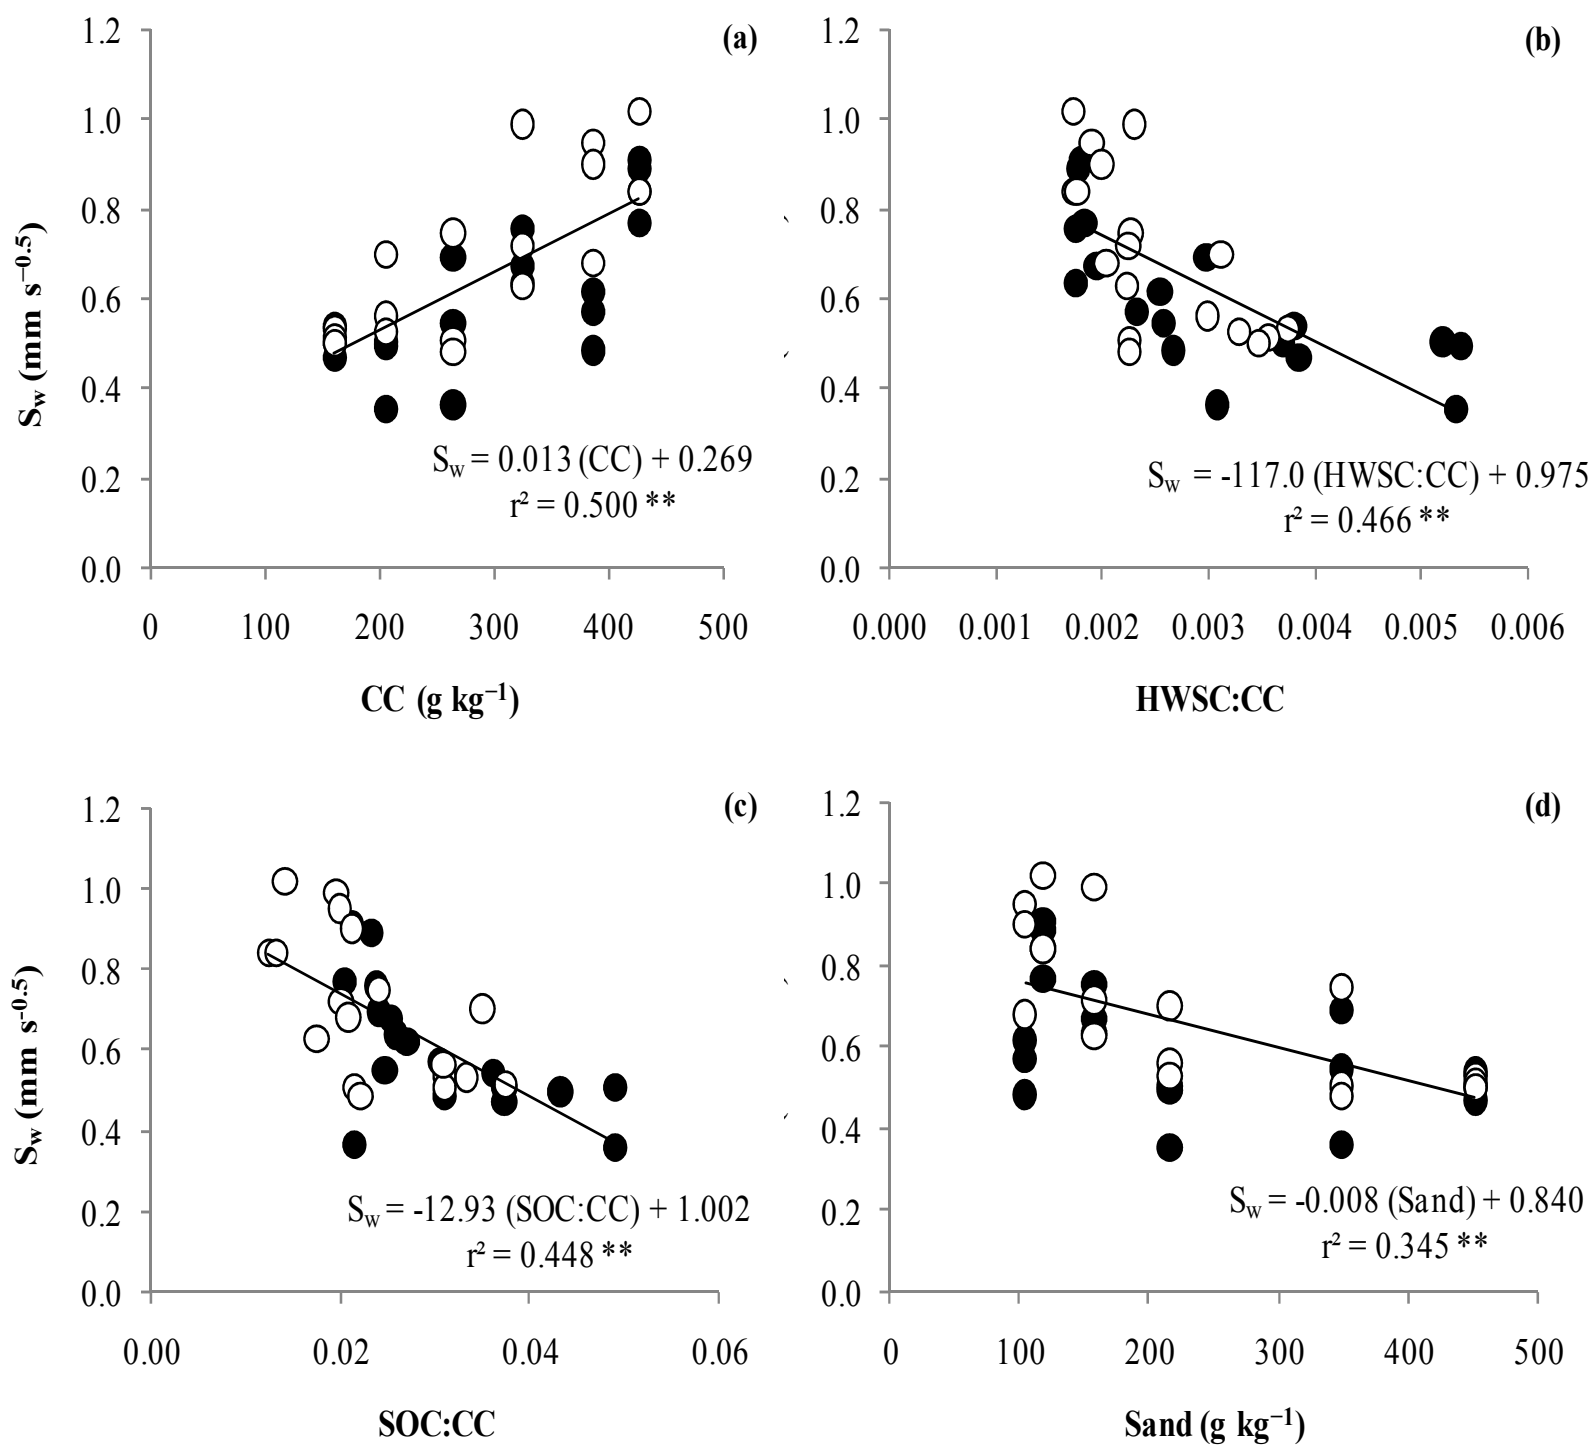 (a)
1.2
1.0
0.8
0.6
0.4
0.2
0.0
S_w (mm s⁻⁰·⁵)
S_w = 0.013 (CC) + 0.269
r² = 0.500 **
0 100 200 300 400 500
CC (g kg⁻¹)
(b)
1.2
1.0
0.8
0.6
0.4
0.2
0.0
S_w = -117.0 (HWSC:CC) + 0.975
r² = 0.466 **
0.000 0.001 0.002 0.003 0.004 0.005 0.006
HWSC:CC
(c)
1.2
1.0
0.8
0.6
0.4
0.2
0.0
S_w (mm s⁻⁰·⁵)
S_w = -12.93 (SOC:CC) + 1.002
r² = 0.448 **
0.00 0.02 0.04 0.06
SOC:CC
(d)
1.2
1.0
0.8
0.6
0.4
0.2
0.0
S_w = -0.008 (Sand) + 0.840
r² = 0.345 **
0 100 200 300 400 500
Sand (g kg⁻¹)